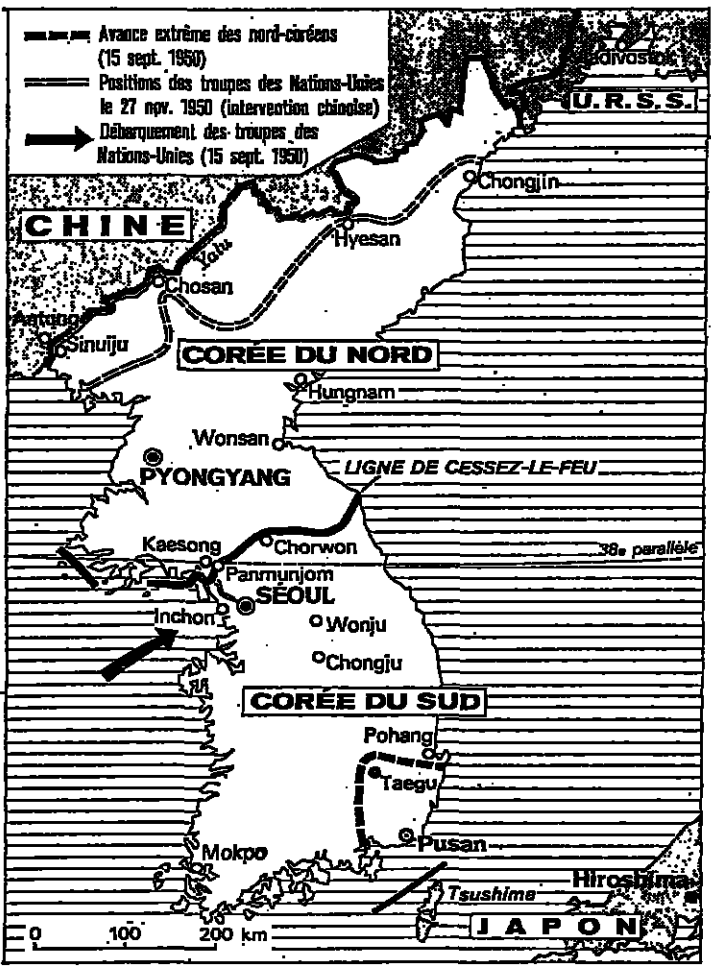 Avance extrême des nord-coréens
(15 sept. 1950)
Positions des troupes des Nations-Unies
le 27 nov. 1950 (intervention chinoise)
Débarquement des troupes des
Nations-Unies (15 sept. 1950)
U.R.S.S.
Chongjin
CHINE
Hyesan
Yalu
Chosan
Sinuiju
CORÉE DU NORD
Hungnam
Wonsan
PYONGYANG
LIGNE DE CESSEZ-LE-FEU
Kaesong
Chorwon
38e parallèle
Panmunjom
SÉOUL
Inchon
Wonju
Chongju
CORÉE DU SUD
Pohang
Taegu
Pusan
Mokpo
Tsushima
Hiroshima
JAPON
0 100 200 km